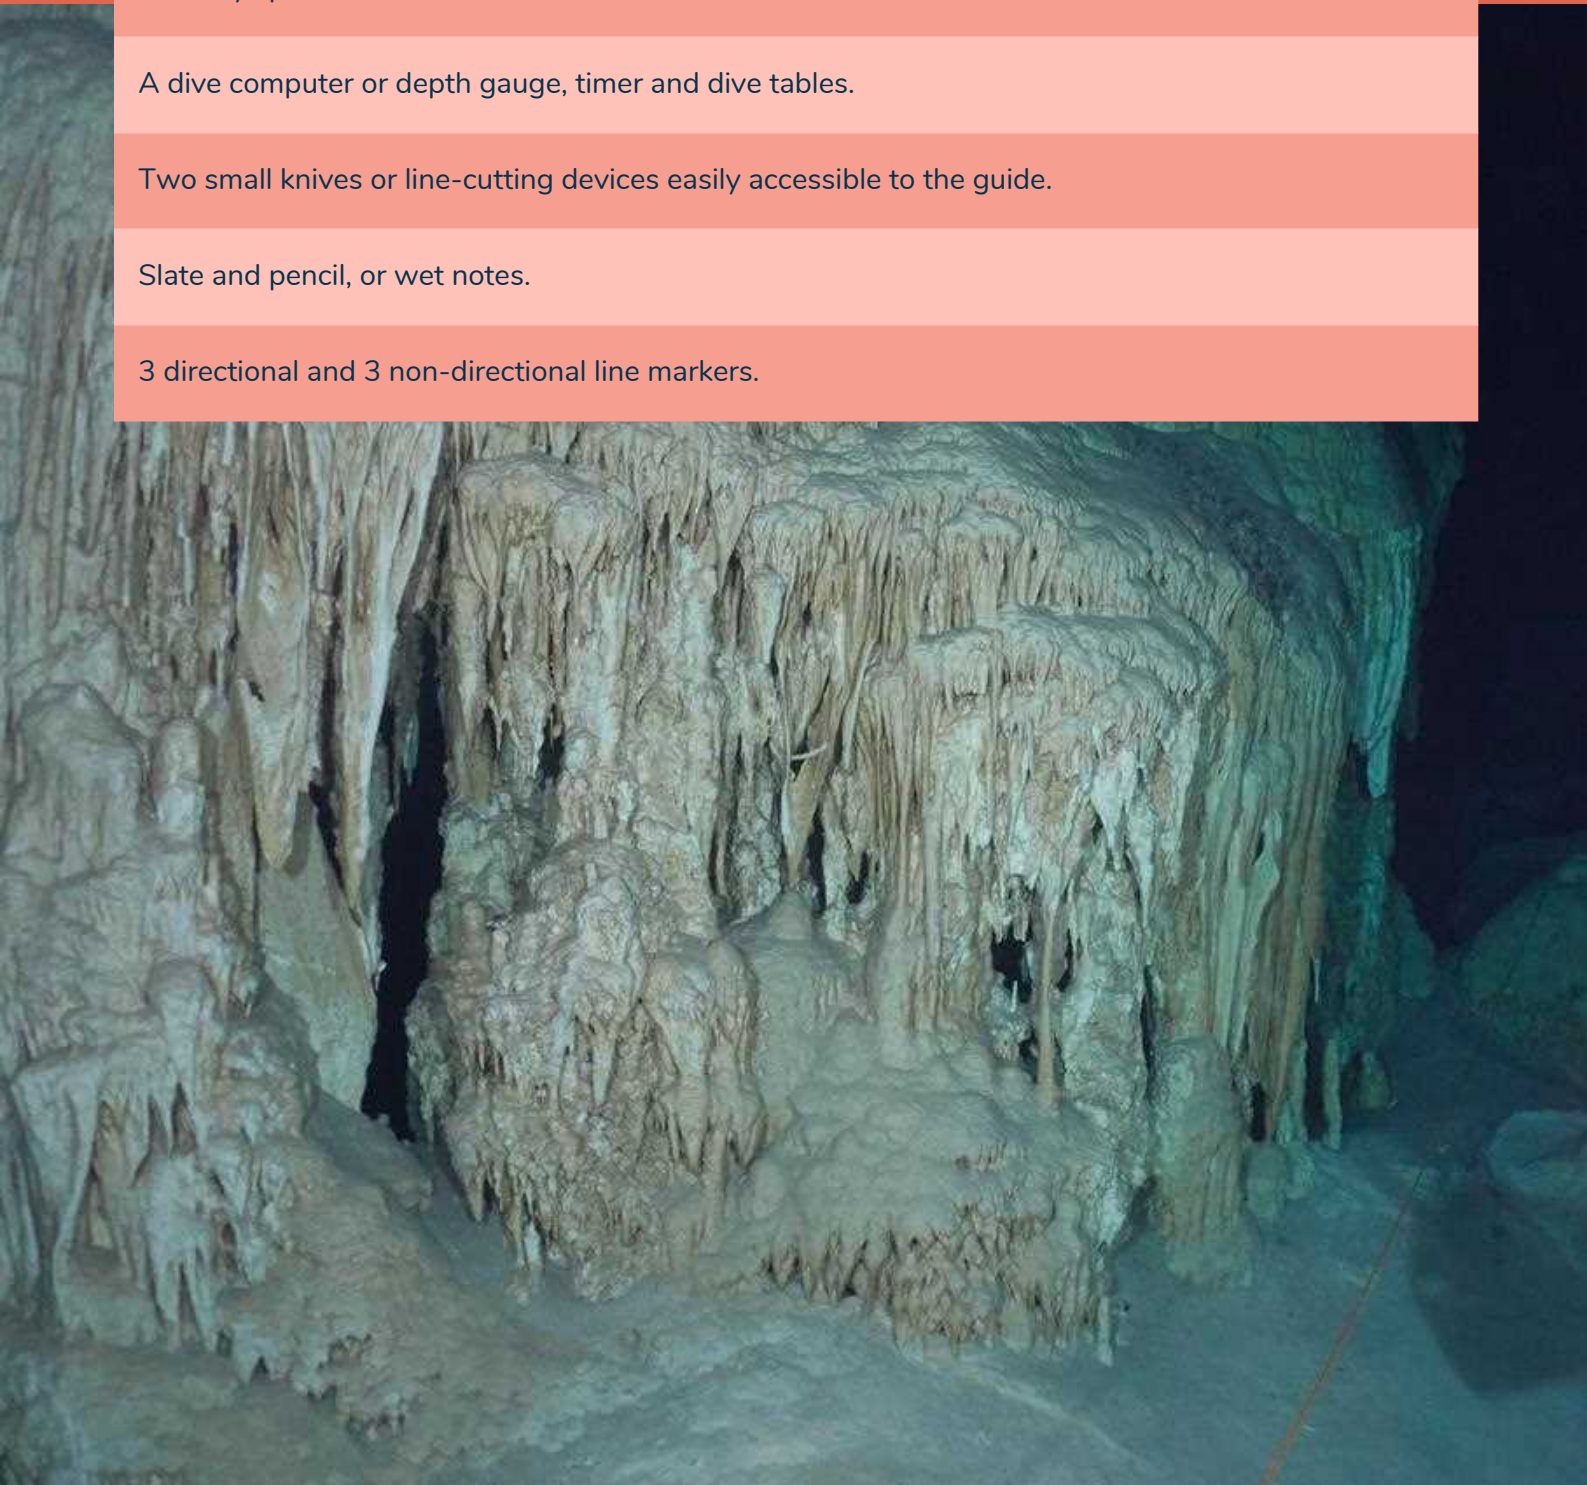 A dive computer or depth gauge, timer and dive tables.
Two small knives or line-cutting devices easily accessible to the guide.
Slate and pencil, or wet notes.
3 directional and 3 non-directional line markers.